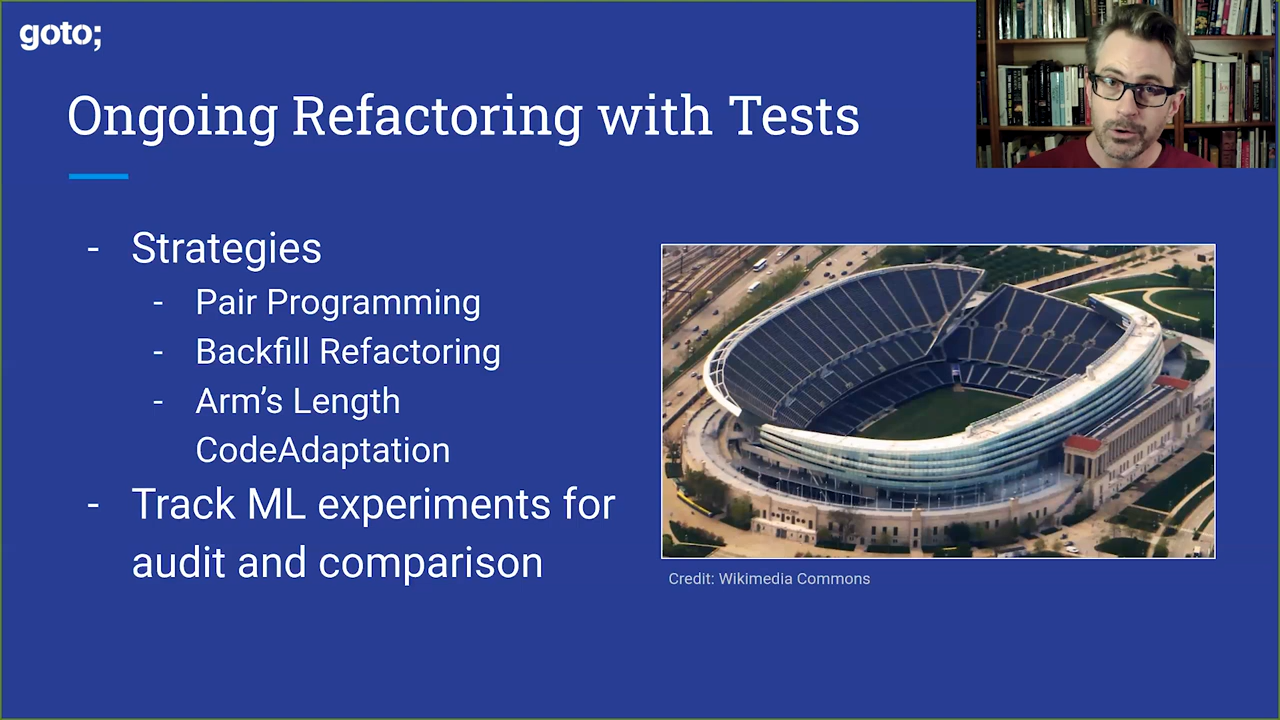 goto;
Ongoing Refactoring with Tests
- Strategies
- Pair Programming
- Backfill Refactoring
- Arm’s Length
CodeAdaptation
- Track ML experiments for
audit and comparison
Credit: Wikimedia Commons